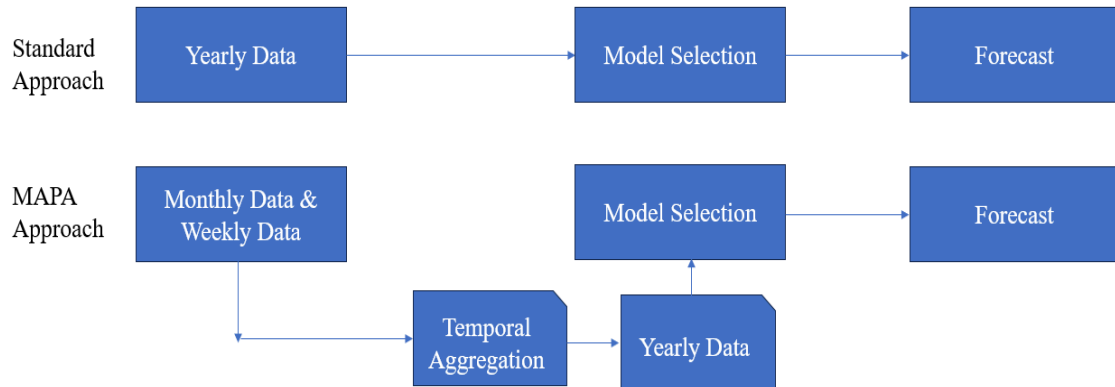 Standard
Approach
Yearly Data
Model Selection
Forecast
MAPA
Approach
Monthly Data &
Weekly Data
Model Selection
Forecast
Temporal
Aggregation
Yearly Data